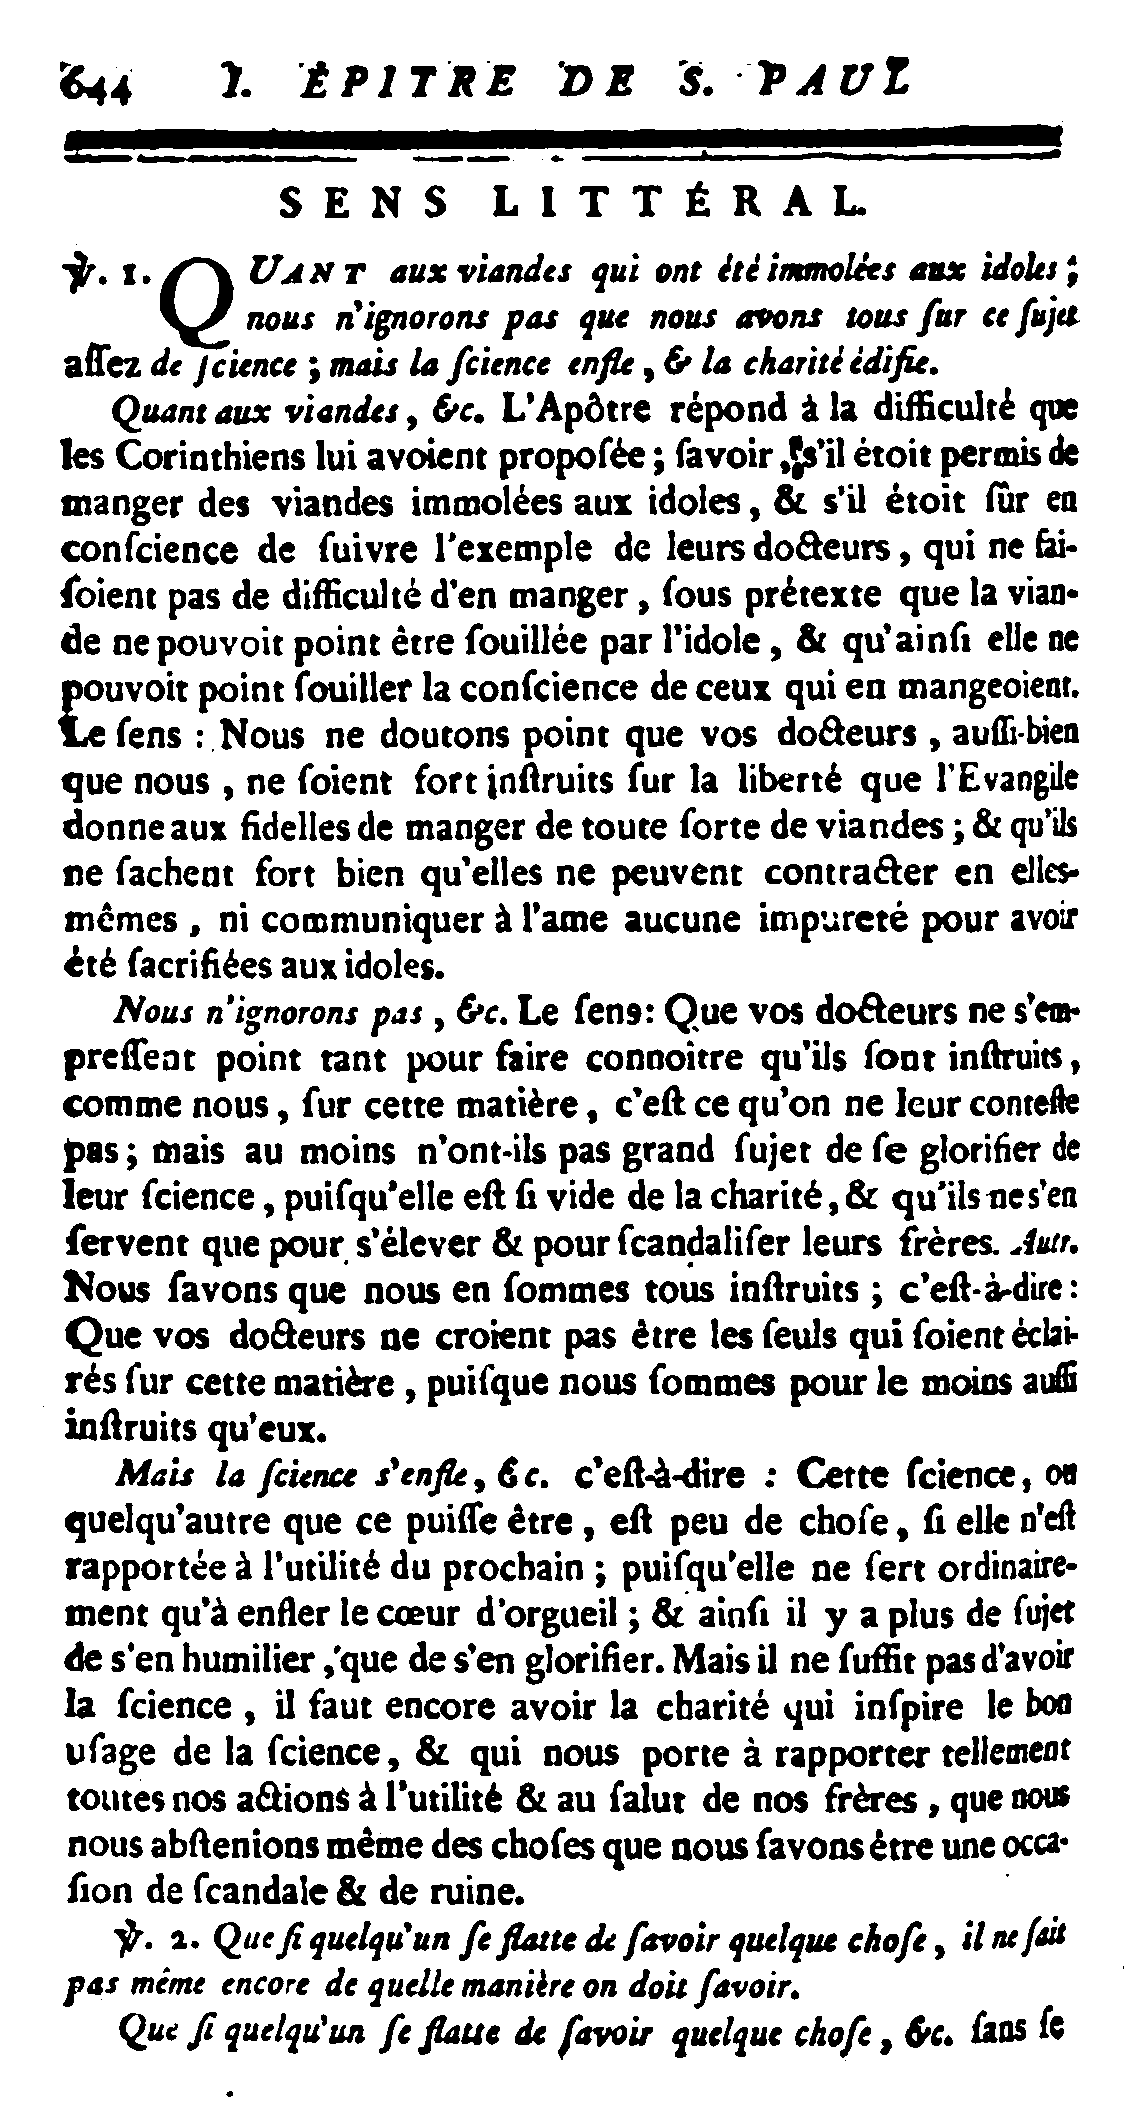 644 I. ÉPITRE DE S. PAUL
SENS LITTÉRAL.
℣. 1. QUANT aux viandes qui ont été immolées aux idoles ;
nous n'ignorons pas que nous avons tous ſur ce ſujet
aſſez de ſcience ; mais la ſcience enfle , & la charité édifie.
Quant aux viandes , &c. L'Apôtre répond à la difficulté que
les Corinthiens lui avoient propoſée ; ſavoir , s'il étoit permis de
manger des viandes immolées aux idoles , & s'il étoit ſûr en
conſcience de ſuivre l'exemple de leurs docteurs , qui ne fai-
ſoient pas de difficulté d'en manger , ſous prétexte que la vian-
de ne pouvoit point être ſouillée par l'idole , & qu'ainſi elle ne
pouvoit point ſouiller la conſcience de ceux qui en mangeoient.
Le ſens : Nous ne doutons point que vos docteurs , auſſi-bien
que nous , ne ſoient fort inſtruits ſur la liberté que l'Evangile
donne aux fidelles de manger de toute ſorte de viandes ; & qu'ils
ne ſachent fort bien qu'elles ne peuvent contracter en elles-
mêmes , ni communiquer à l'ame aucune impureté pour avoir
été ſacrifiées aux idoles.
Nous n'ignorons pas , &c. Le ſens : Que vos docteurs ne s'em-
preſſent point tant pour faire connoître qu'ils ſont inſtruits ,
comme nous , ſur cette matière , c'eſt ce qu'on ne leur conteſte
pas ; mais au moins n'ont-ils pas grand ſujet de ſe glorifier de
leur ſcience , puiſqu'elle eſt ſi vide de la charité , & qu'ils ne s'en
ſervent que pour s'élever & pour ſcandaliſer leurs frères. Autr.
Nous ſavons que nous en ſommes tous inſtruits ; c'eſt-à-dire :
Que vos docteurs ne croient pas être les ſeuls qui ſoient éclai-
rés ſur cette matière , puiſque nous ſommes pour le moins auſſi
inſtruits qu'eux.
Mais la ſcience s'enfle , &c. c'eſt-à-dire : Cette ſcience , ou
quelqu'autre que ce puiſſe être , eſt peu de choſe , ſi elle n'eſt
rapportée à l'utilité du prochain ; puiſqu'elle ne ſert ordinaire-
ment qu'à enfler le cœur d'orgueil ; & ainſi il y a plus de ſujet
de s'en humilier , que de s'en glorifier. Mais il ne ſuffit pas d'avoir
la ſcience , il faut encore avoir la charité qui inſpire le bon
uſage de la ſcience , & qui nous porte à rapporter tellement
toutes nos actions à l'utilité & au ſalut de nos frères , que nous
nous abſtenions même des choſes que nous ſavons être une occa-
ſion de ſcandale & de ruine.
℣. 2. Que ſi quelqu'un ſe flatte de ſavoir quelque choſe , il ne ſait
pas même encore de quelle manière on doit ſavoir.
Que ſi quelqu'un ſe flatte de ſavoir quelque choſe , &c. ſans ſe